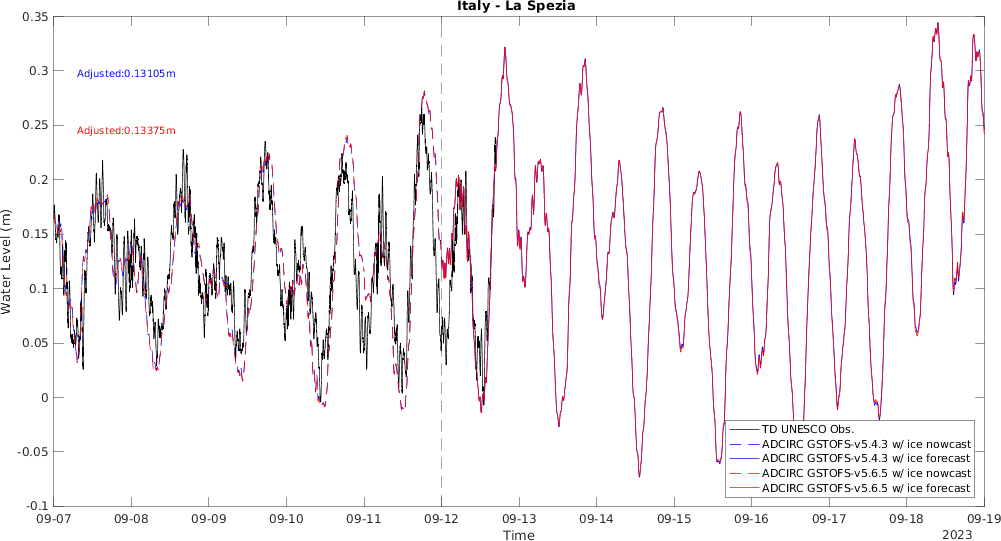 Italy - La Spezia
Water Level (m)
0.35
0.3
0.25
0.2
0.15
0.1
0.05
0
-0.05
-0.1
Adjusted:0.13105m
Adjusted:0.13375m
TD UNESCO Obs.
ADCIRC GSTOFS-v5.4.3 w/ ice nowcast
ADCIRC GSTOFS-v5.4.3 w/ ice forecast
ADCIRC GSTOFS-v5.6.5 w/ ice nowcast
ADCIRC GSTOFS-v5.6.5 w/ ice forecast
09-07 09-08 09-09 09-10 09-11 09-12 09-13 09-14 09-15 09-16 09-17 09-18 09-19
Time
2023